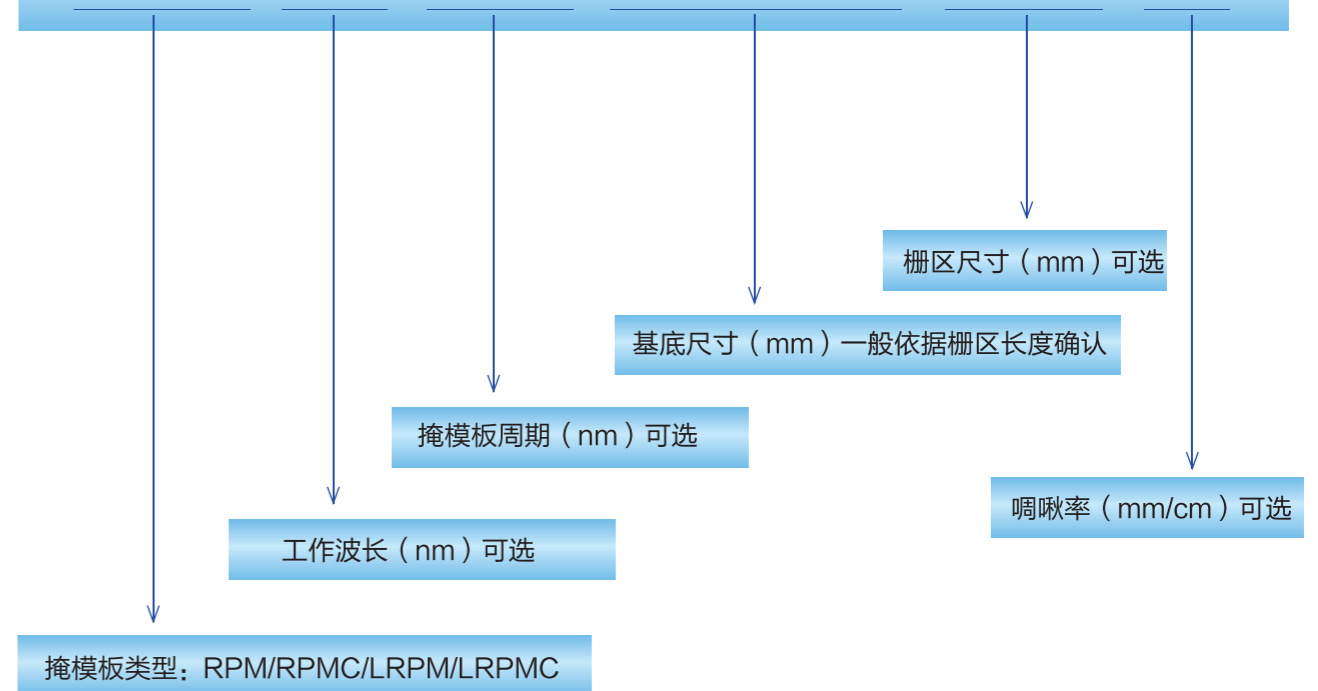 栅区尺寸（mm）可选
基底尺寸（mm）一般依据栅区长度确认
掩模板周期（nm）可选
啁啾率（mm/cm）可选
工作波长（nm）可选
掩模板类型：RPM/RPMC/LRPM/LRPMC